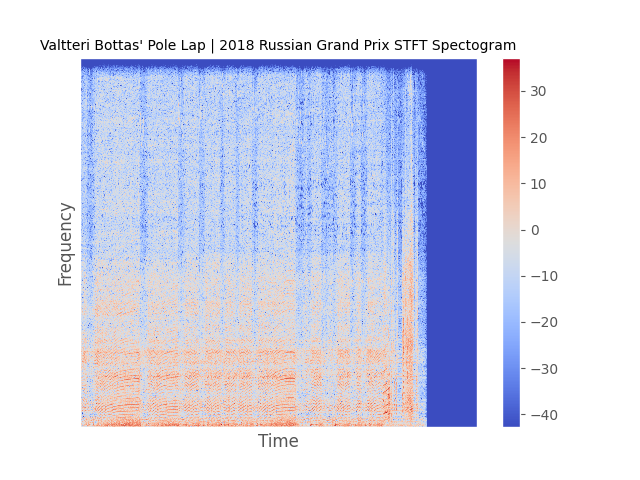 Valtteri Bottas' Pole Lap | 2018 Russian Grand Prix STFT Spectogram
Frequency
Time
30
20
10
0
−10
−20
−30
−40